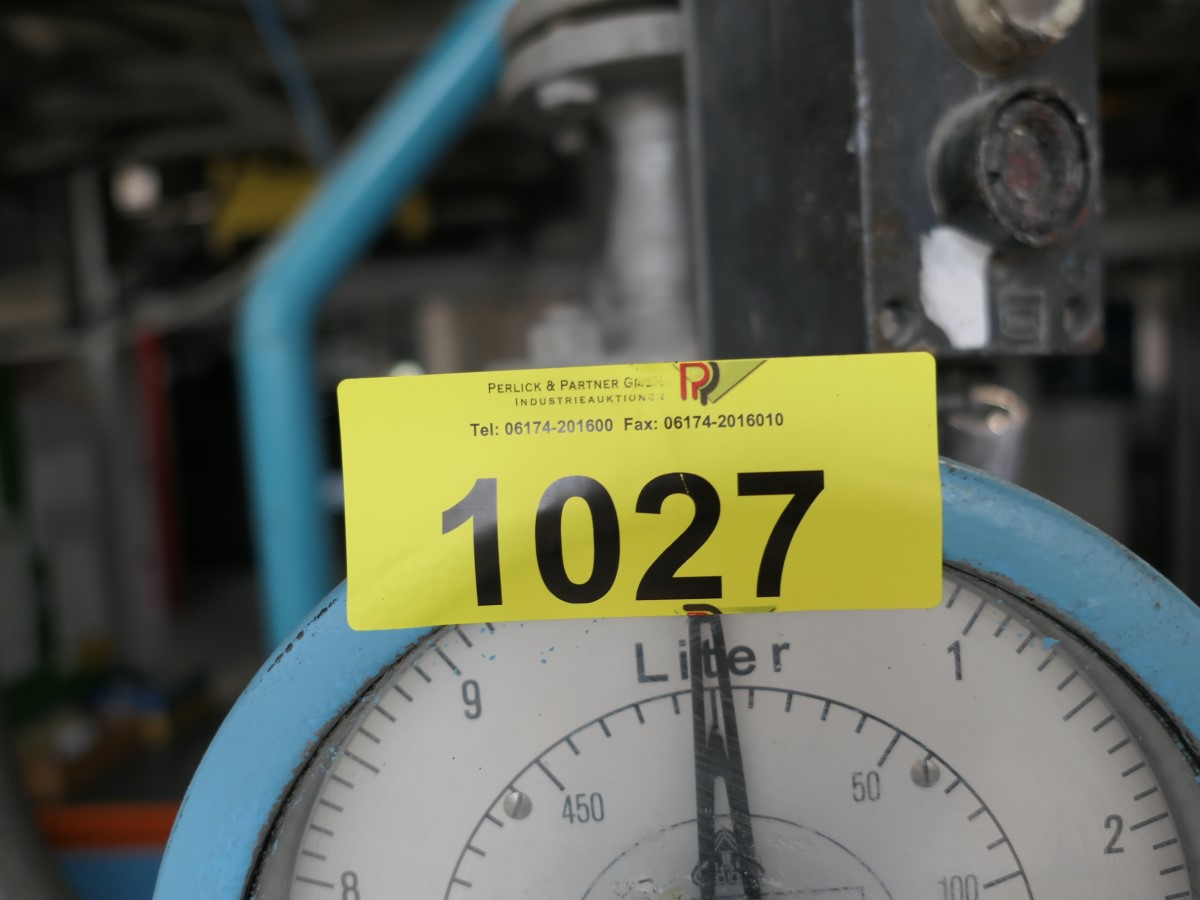 PERLICK & PARTNER GMBH
INDUSTRIEAUKTIONEN
Tel: 06174-201600 Fax: 06174-2016010
1027
Liter
9
1
450
50
2
8
100